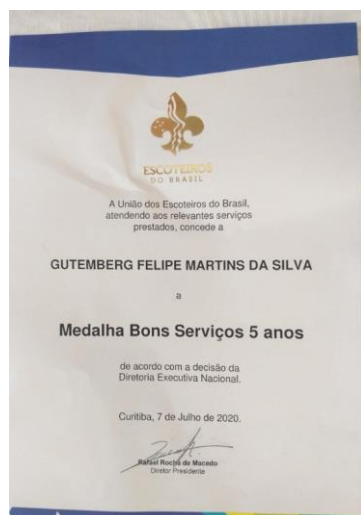 ESCOTEIROS
DO BRASIL
A União dos Escoteiros do Brasil,
atendendo aos relevantes serviços
prestados, concede a
GUTEMBERG FELIPE MARTINS DA SILVA
a
Medalha Bons Serviços 5 anos
de acordo com a decisão da
Diretoria Executiva Nacional.
Curitiba, 7 de Julho de 2020.
Rafael Rocha de Macedo
Diretor Presidente